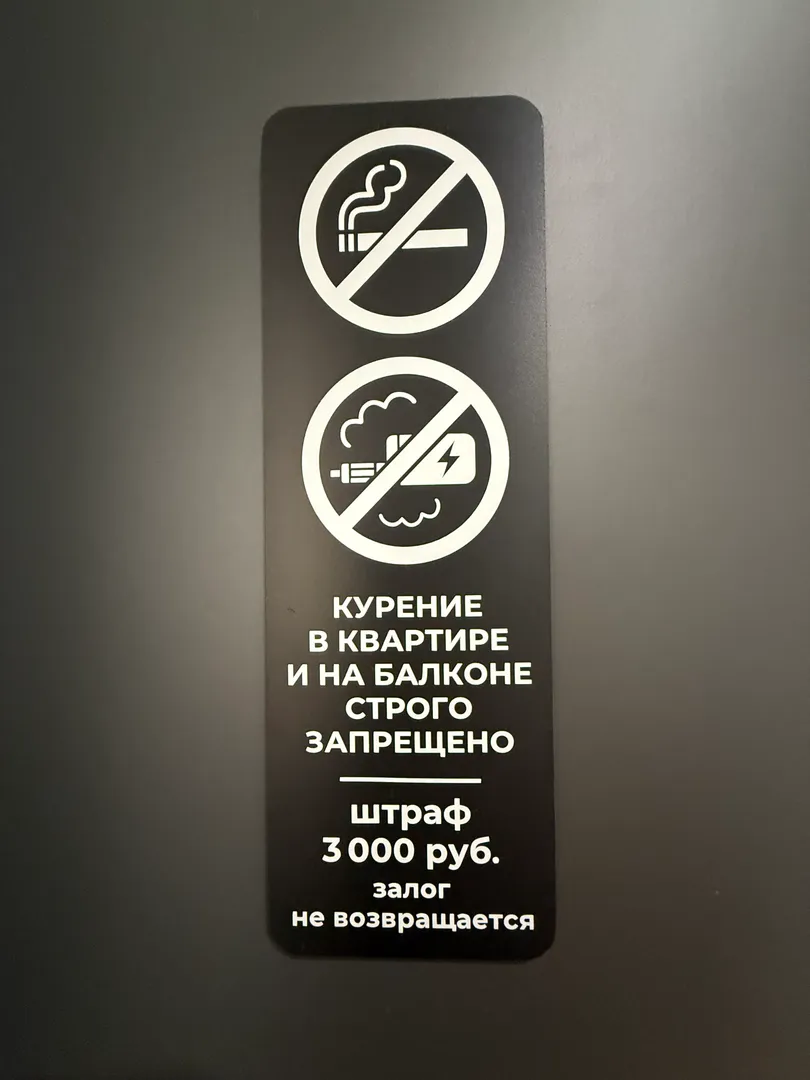 КУРЕНИЕ
В КВАРТИРЕ
И НА БАЛКОНЕ
СТРОГО
ЗАПРЕЩЕНО
штраф
3 000 руб.
залог
не возвращается